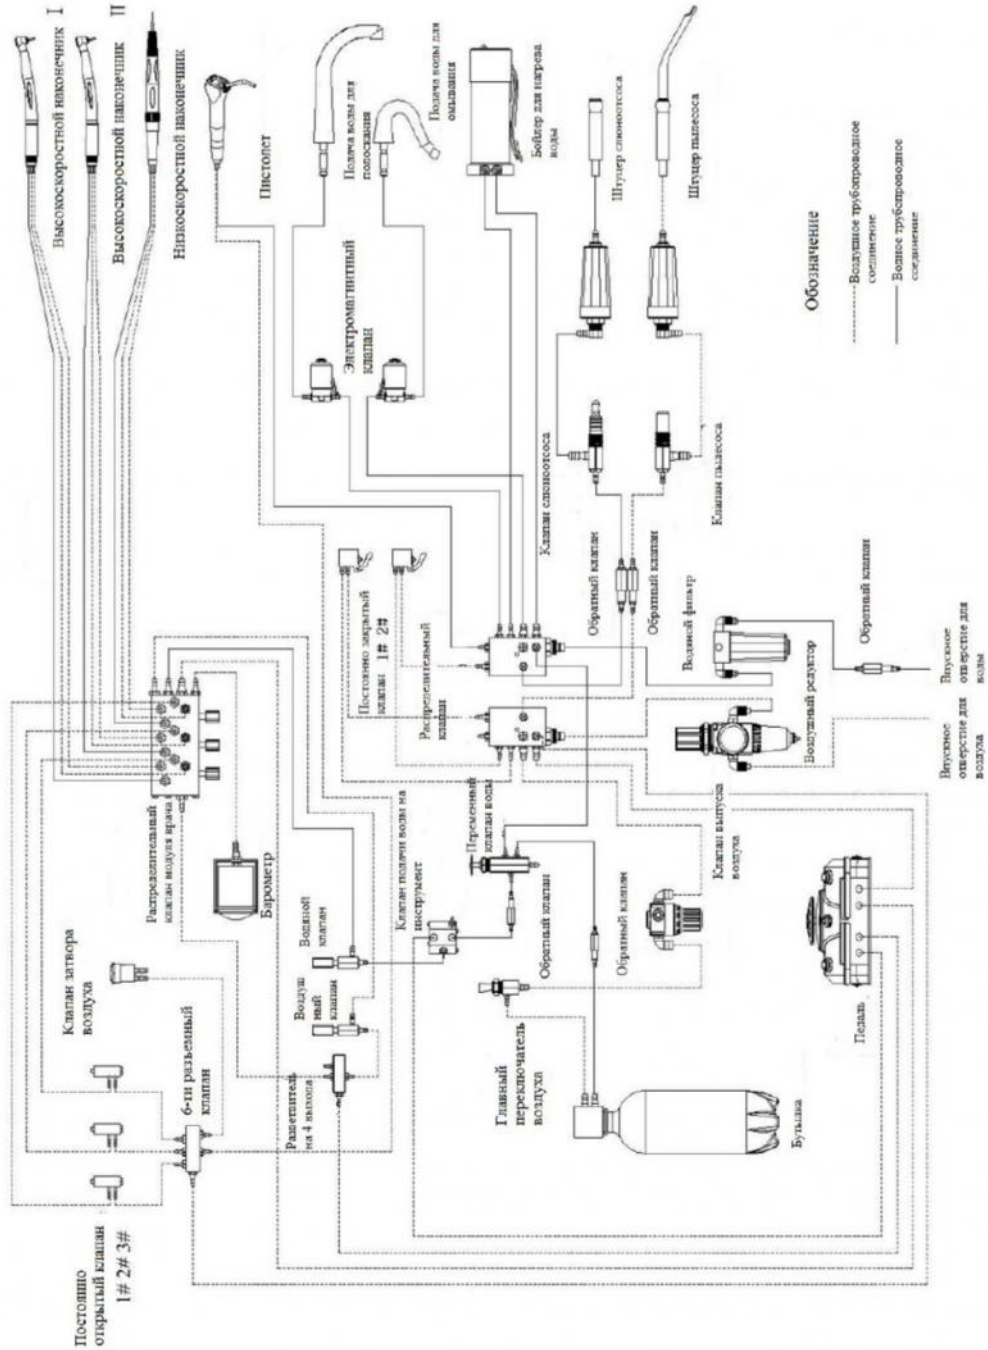 Высокоскоростной наконечник I
Высокоскоростной наконечник II
Низкоскоростной наконечник
Пистолет
Подача воды для
полоскания
Подача воды для
омывания
Бойлер для нагрева
воды
Штуцер слюноотсоса
Штуцер пылесоса
Обозначение
Воздушное трубопроводное
соединение
Водное трубопроводное
соединение
Электромагнитный
клапан
Клапан слюноотсоса
Клапан пылесоса
Постоянно закрытый
клапан 1# 2#
Распределительный
клапан
Обратный клапан
Обратный клапан
Водяной фильтр
Воздушный редуктор
Обратный клапан
Впускное
отверстие для
воды
Впускное
отверстие для
воздуха
Распределительный
клапан модуля врача
Барометр
Водяной
клапан
Воздуш
ный
клапан
Клапан подачи воды на
инструмент
Переменный
клапан воды
Обратный клапан
Обратный клапан
Клапан выпуска
воздуха
Клапан затвора
воздуха
6-ти разъемный
клапан
Разветвитель
на 4 выхода
Главный
переключатель
воздуха
Бутылка
Педаль
Постоянно
открытый клапан
1# 2# 3#